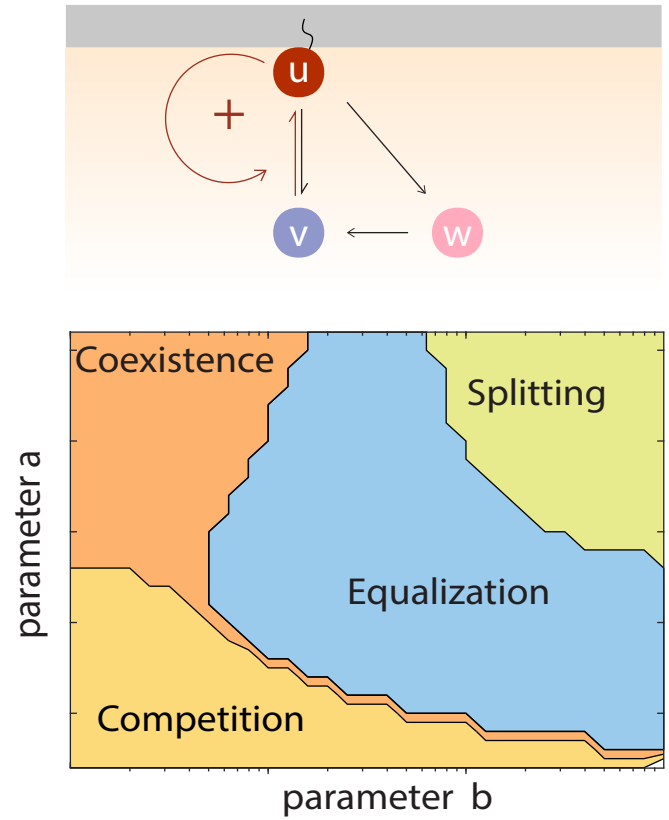 u
+
v
w
Coexistence
Splitting
Equalization
Competition
parameter a
parameter b